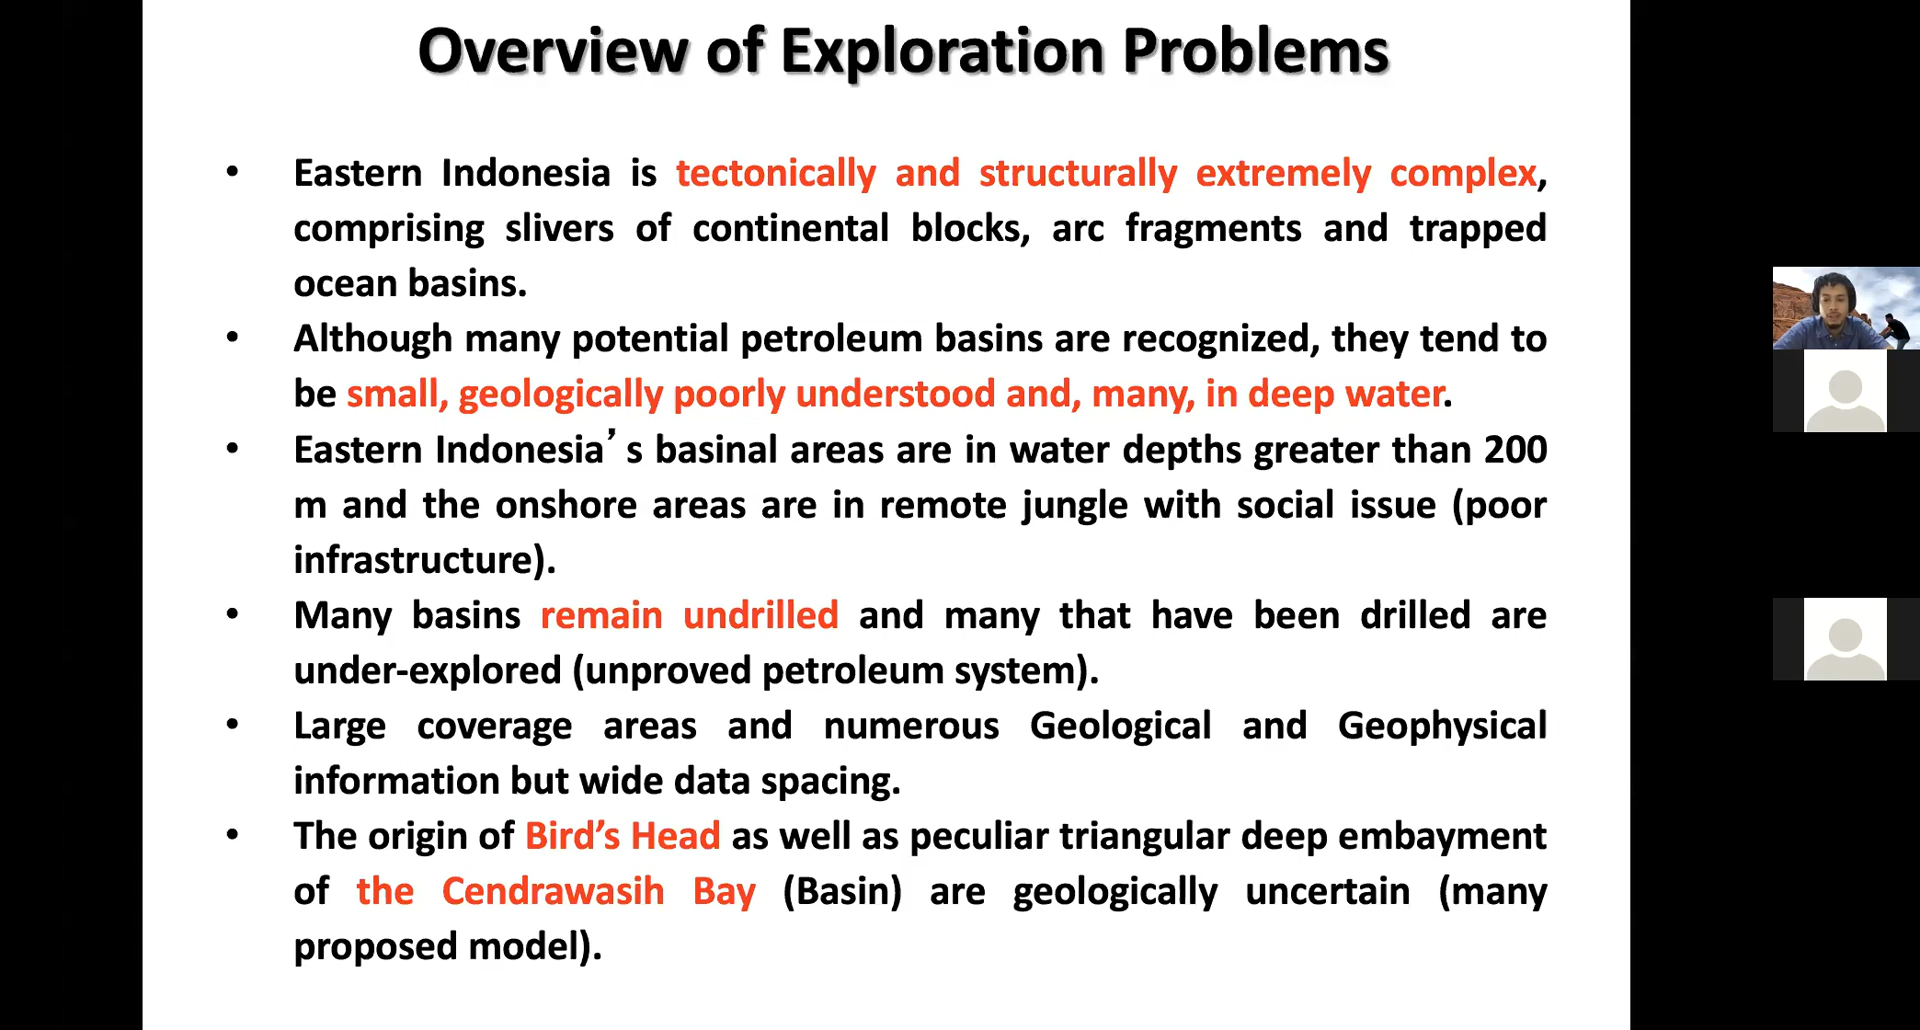 Overview of Exploration Problems
• Eastern Indonesia is tectonically and structurally extremely complex,
comprising slivers of continental blocks, arc fragments and trapped
ocean basins.
• Although many potential petroleum basins are recognized, they tend to
be small, geologically poorly understood and, many, in deep water.
• Eastern Indonesia’ s basinal areas are in water depths greater than 200
m and the onshore areas are in remote jungle with social issue (poor
infrastructure).
• Many basins remain undrilled and many that have been drilled are
under-explored (unproved petroleum system).
• Large coverage areas and numerous Geological and Geophysical
information but wide data spacing.
• The origin of Bird’s Head as well as peculiar triangular deep embayment
of the Cendrawasih Bay (Basin) are geologically uncertain (many
proposed model).